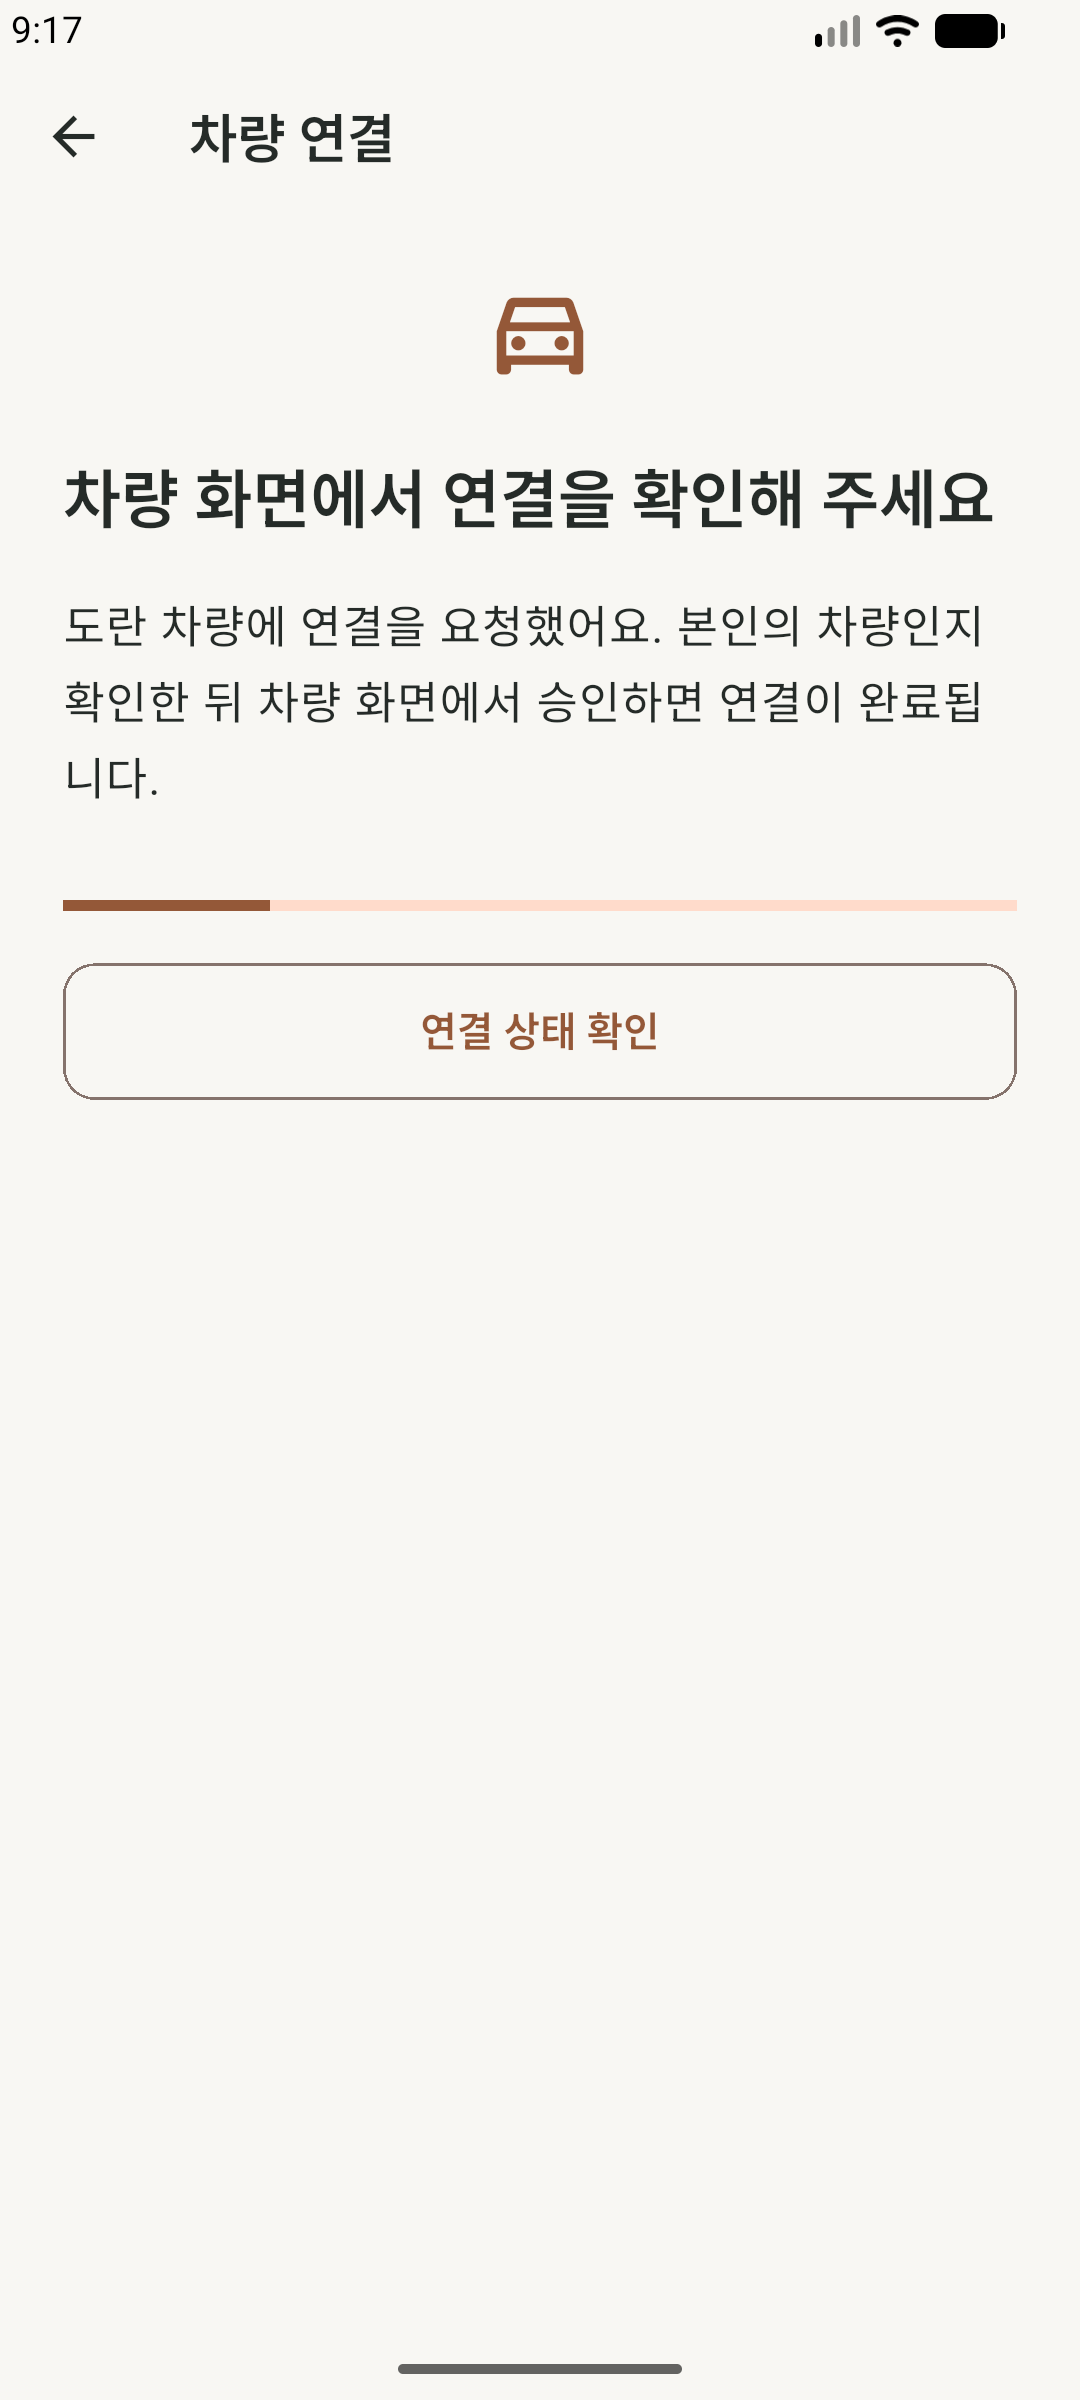 9:17
차량 연결
차량 화면에서 연결을 확인해 주세요
도란 차량에 연결을 요청했어요. 본인의 차량인지
확인한 뒤 차량 화면에서 승인하면 연결이 완료됩
니다.
연결 상태 확인